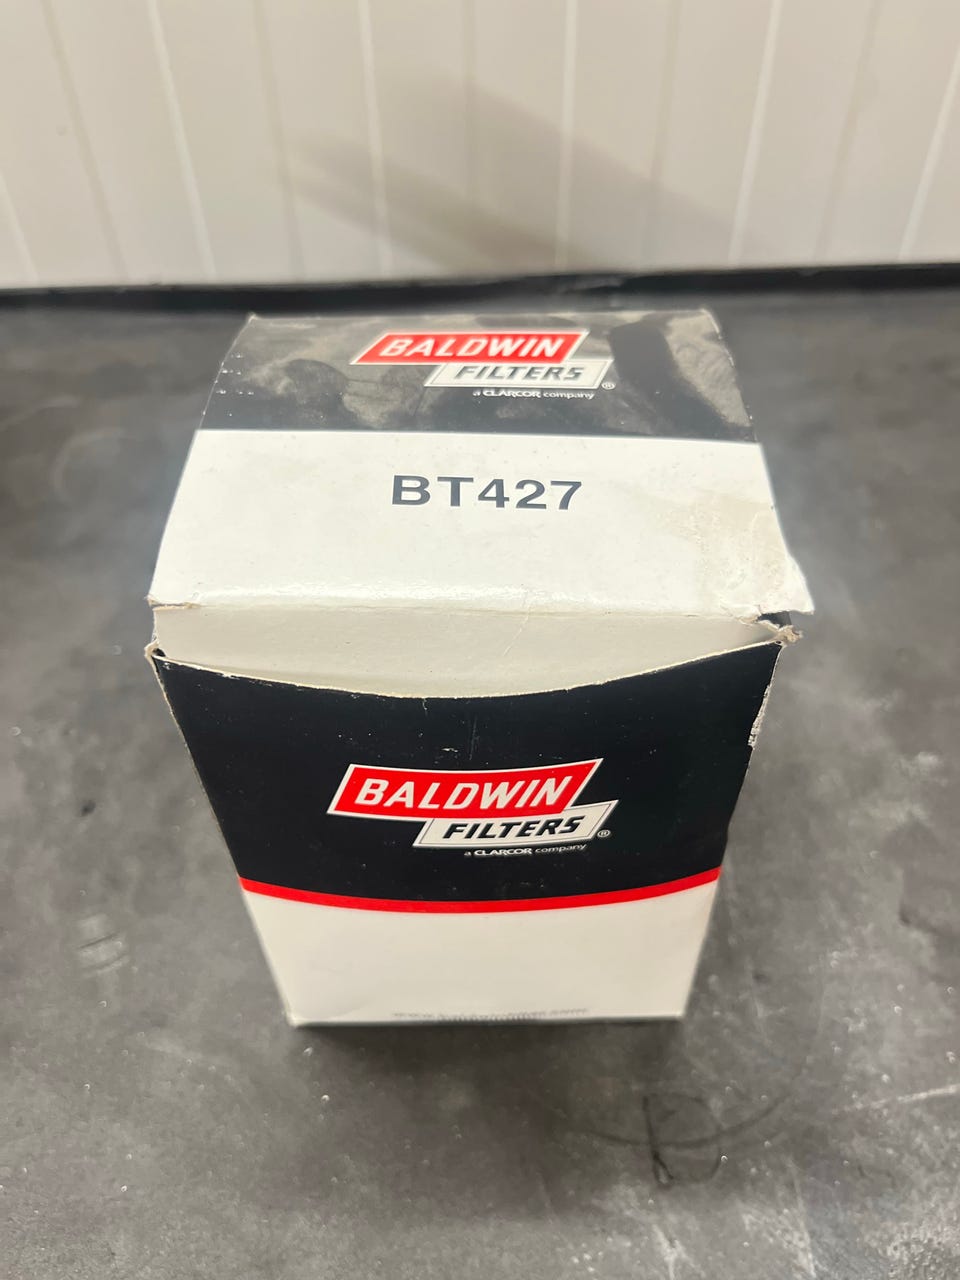 BALDWIN
FILTERS®
a CLARCOR company
BT427
BALDWIN
FILTERS®
a CLARCOR company